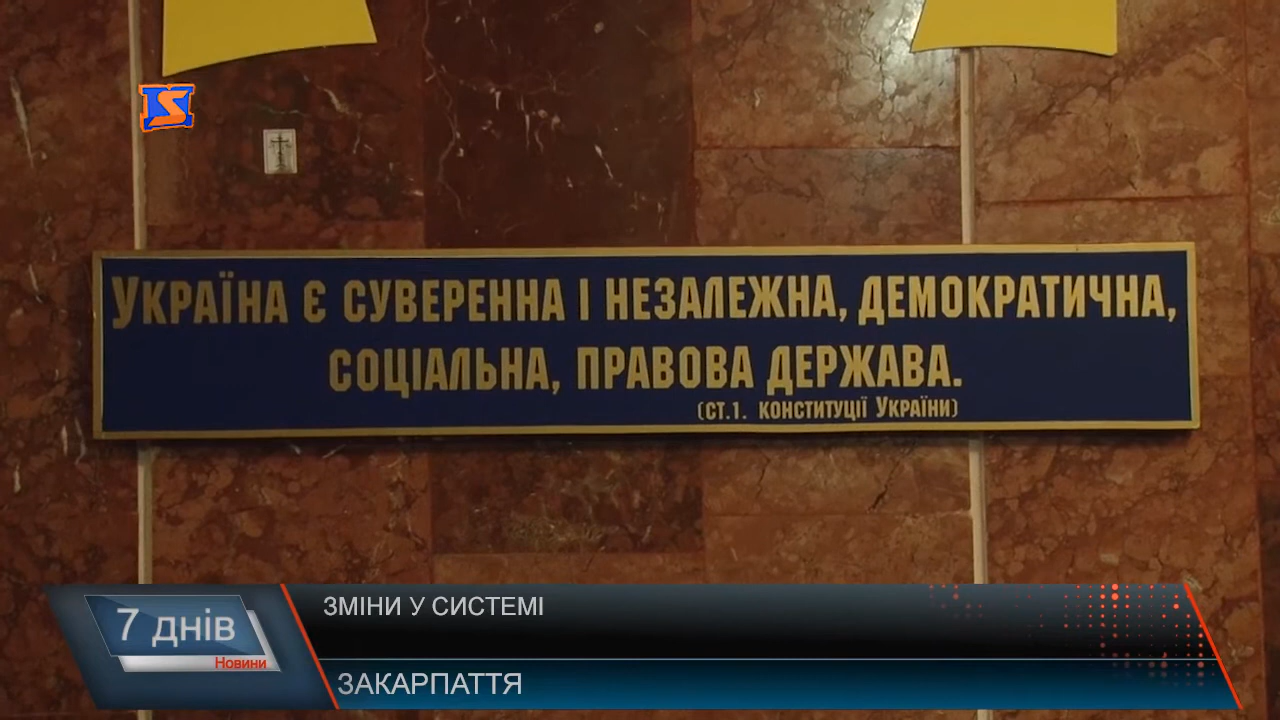 УКРАЇНА Є СУВЕРЕННА І НЕЗАЛЕЖНА, ДЕМОКРАТИЧНА,
СОЦІАЛЬНА, ПРАВОВА ДЕРЖАВА.
(СТ.1. КОНСТИТУЦІЇ УКРАЇНИ)
7 днів
Новини
ЗМІНИ У СИСТЕМІ
ЗАКАРПАТТЯ